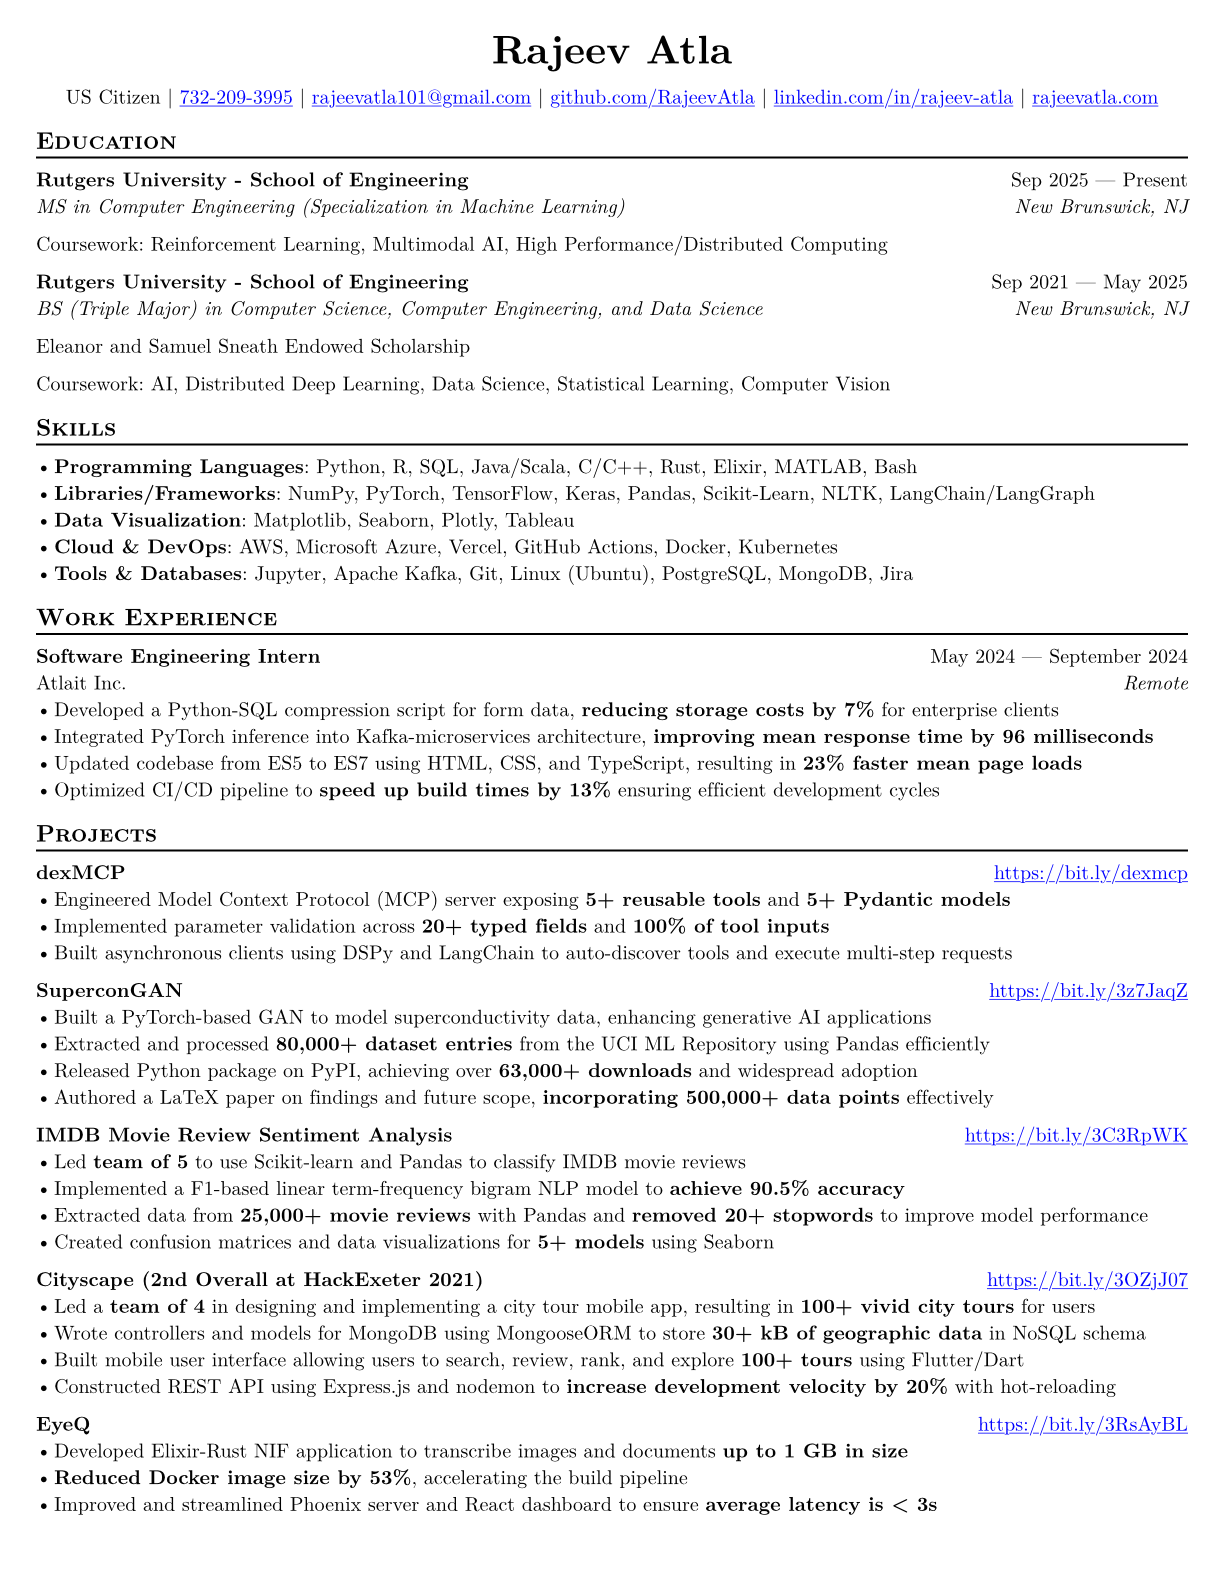 Rajeev Atla
US Citizen | 732-209-3995 | rajeevatla101@gmail.com | github.com/RajeevAtla | linkedin.com/in/rajeev-atla | rajeevatla.com
Education
Rutgers University - School of Engineering Sep 2025 — Present
MS in Computer Engineering (Specialization in Machine Learning) New Brunswick, NJ
Coursework: Reinforcement Learning, Multimodal AI, High Performance/Distributed Computing
Rutgers University - School of Engineering Sep 2021 — May 2025
BS (Triple Major) in Computer Science, Computer Engineering, and Data Science New Brunswick, NJ
Eleanor and Samuel Sneath Endowed Scholarship
Coursework: AI, Distributed Deep Learning, Data Science, Statistical Learning, Computer Vision
Skills
• Programming Languages: Python, R, SQL, Java/Scala, C/C++, Rust, Elixir, MATLAB, Bash
• Libraries/Frameworks: NumPy, PyTorch, TensorFlow, Keras, Pandas, Scikit-Learn, NLTK, LangChain/LangGraph
• Data Visualization: Matplotlib, Seaborn, Plotly, Tableau
• Cloud & DevOps: AWS, Microsoft Azure, Vercel, GitHub Actions, Docker, Kubernetes
• Tools & Databases: Jupyter, Apache Kafka, Git, Linux (Ubuntu), PostgreSQL, MongoDB, Jira
Work Experience
Software Engineering Intern May 2024 — September 2024
Atlait Inc. Remote
• Developed a Python-SQL compression script for form data, reducing storage costs by 7% for enterprise clients
• Integrated PyTorch inference into Kafka-microservices architecture, improving mean response time by 96 milliseconds
• Updated codebase from ES5 to ES7 using HTML, CSS, and TypeScript, resulting in 23% faster mean page loads
• Optimized CI/CD pipeline to speed up build times by 13% ensuring efficient development cycles
Projects
dexMCP https://bit.ly/dexmcp
• Engineered Model Context Protocol (MCP) server exposing 5+ reusable tools and 5+ Pydantic models
• Implemented parameter validation across 20+ typed fields and 100% of tool inputs
• Built asynchronous clients using DSPy and LangChain to auto-discover tools and execute multi-step requests
SuperconGAN https://bit.ly/3z7JaqZ
• Built a PyTorch-based GAN to model superconductivity data, enhancing generative AI applications
• Extracted and processed 80,000+ dataset entries from the UCI ML Repository using Pandas efficiently
• Released Python package on PyPI, achieving over 63,000+ downloads and widespread adoption
• Authored a LaTeX paper on findings and future scope, incorporating 500,000+ data points effectively
IMDB Movie Review Sentiment Analysis https://bit.ly/3C3RpWK
• Led team of 5 to use Scikit-learn and Pandas to classify IMDB movie reviews
• Implemented a F1-based linear term-frequency bigram NLP model to achieve 90.5% accuracy
• Extracted data from 25,000+ movie reviews with Pandas and removed 20+ stopwords to improve model performance
• Created confusion matrices and data visualizations for 5+ models using Seaborn
Cityscape (2nd Overall at HackExeter 2021) https://bit.ly/3OZjJ07
• Led a team of 4 in designing and implementing a city tour mobile app, resulting in 100+ vivid city tours for users
• Wrote controllers and models for MongoDB using MongooseORM to store 30+ kB of geographic data in NoSQL schema
• Built mobile user interface allowing users to search, review, rank, and explore 100+ tours using Flutter/Dart
• Constructed REST API using Express.js and nodemon to increase development velocity by 20% with hot-reloading
EyeQ https://bit.ly/3RsAyBL
• Developed Elixir-Rust NIF application to transcribe images and documents up to 1 GB in size
• Reduced Docker image size by 53%, accelerating the build pipeline
• Improved and streamlined Phoenix server and React dashboard to ensure average latency is < 3s